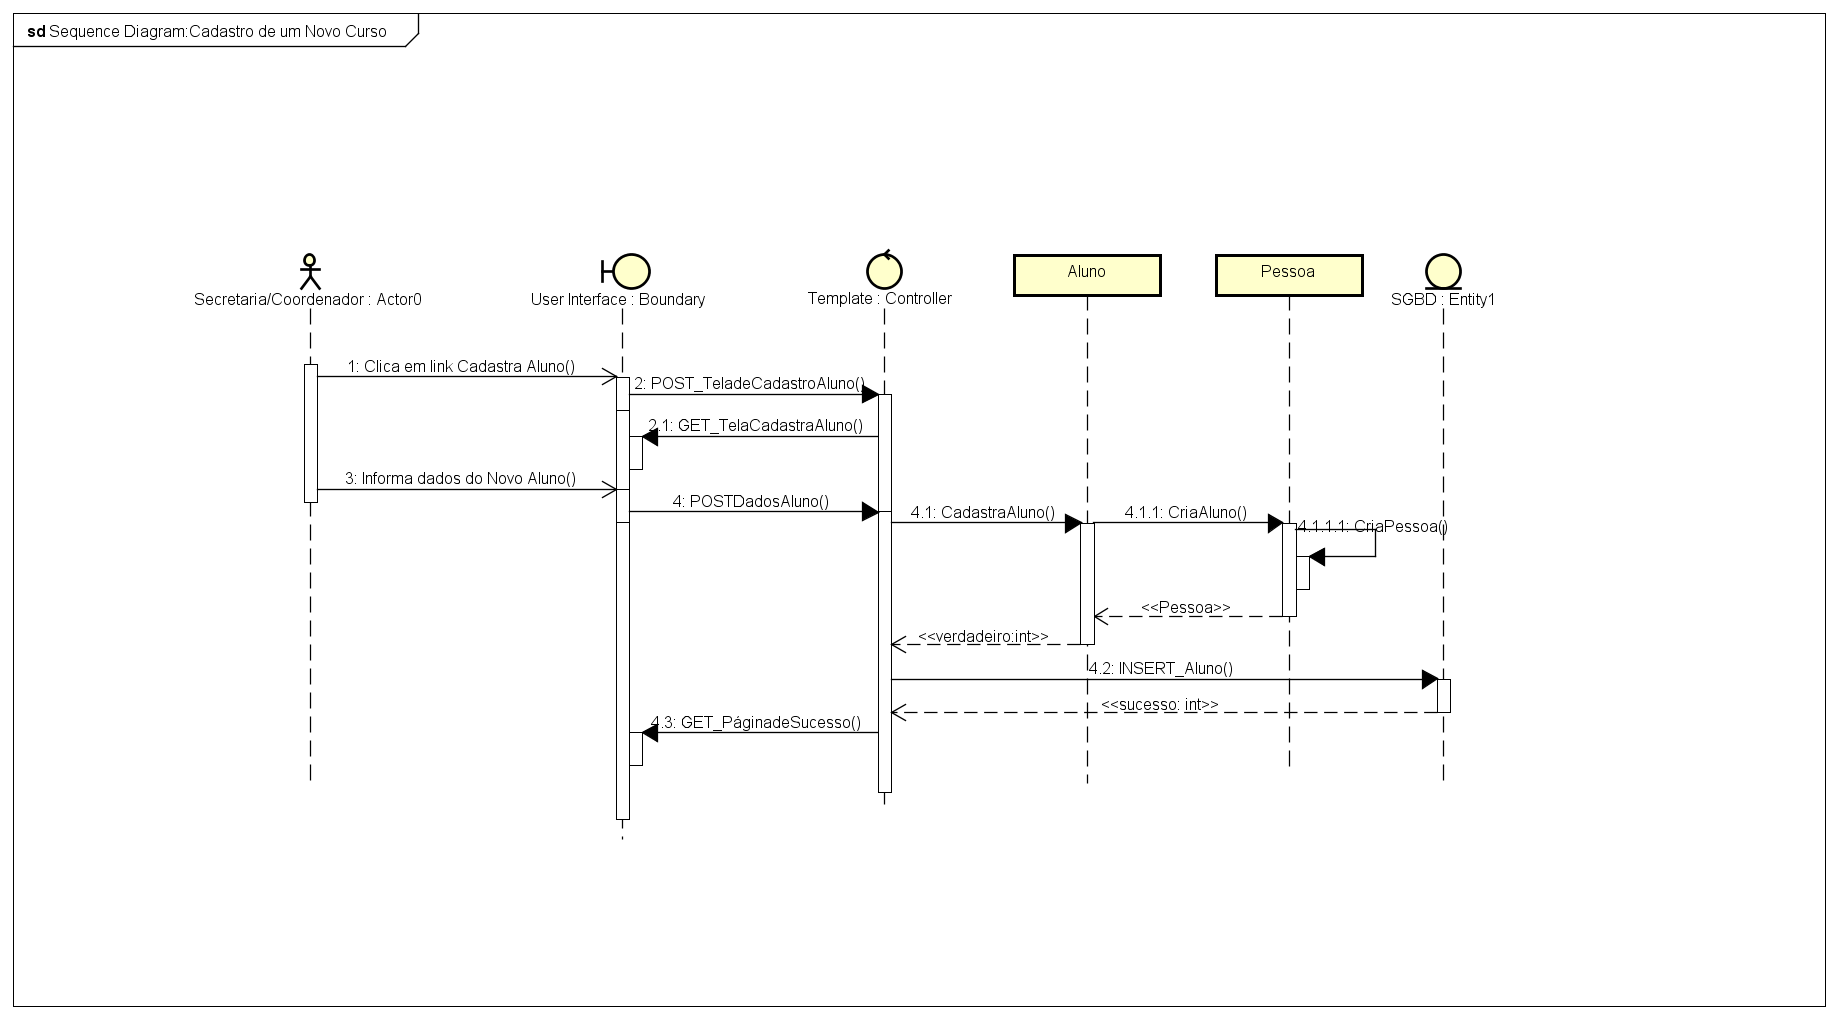 sd Sequence Diagram:Cadastro de um Novo Curso
Secretaria/Coordenador : Actor0
User Interface : Boundary
Template : Controller
Aluno
Pessoa
SGBD : Entity1
1: Clica em link Cadastra Aluno()
2: POST_TeladeCadastroAluno()
2.1: GET_TelaCadastraAluno()
3: Informa dados do Novo Aluno()
4: POSTDadosAluno()
4.1: CadastraAluno()
4.1.1: CriaAluno()
4.1.1.1: CriaPessoa()
<<Pessoa>>
<<verdadeiro:int>>
4.2: INSERT_Aluno()
<<sucesso: int>>
4.3: GET_PáginadeSucesso()